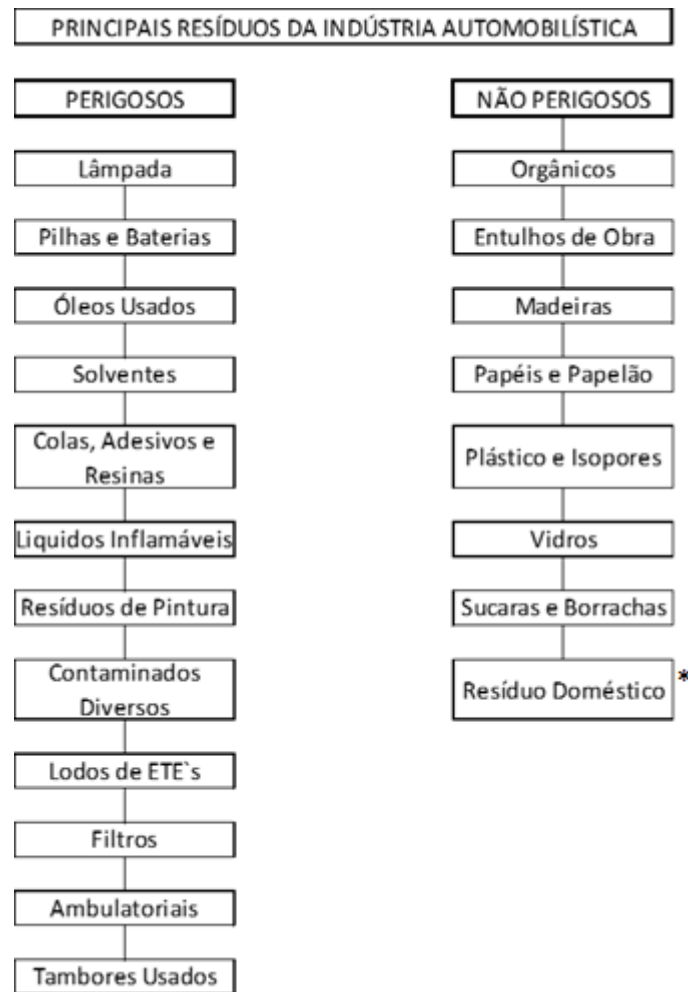 PRINCIPAIS RESÍDUOS DA INDÚSTRIA AUTOMOBILÍSTICA
PERIGOSOS
Lâmpada
Pilhas e Baterias
Óleos Usados
Solventes
Colas, Adesivos e
Resinas
Liquidos Inflamáveis
Resíduos de Pintura
Contaminados
Diversos
Lodos de ETE`s
Filtros
Ambulatoriais
Tambores Usados
NÃO PERIGOSOS
Orgânicos
Entulhos de Obra
Madeiras
Papéis e Papelão
Plástico e Isopores
Vidros
Sucaras e Borrachas
Resíduo Doméstico *